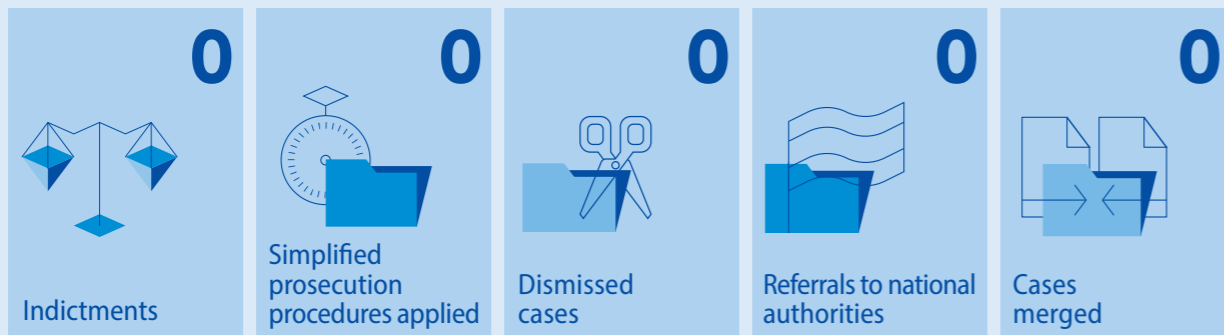 0
Indictments
0
Simplified
prosecution
procedures applied
0
Dismissed
cases
0
Referrals to national
authorities
0
Cases
merged